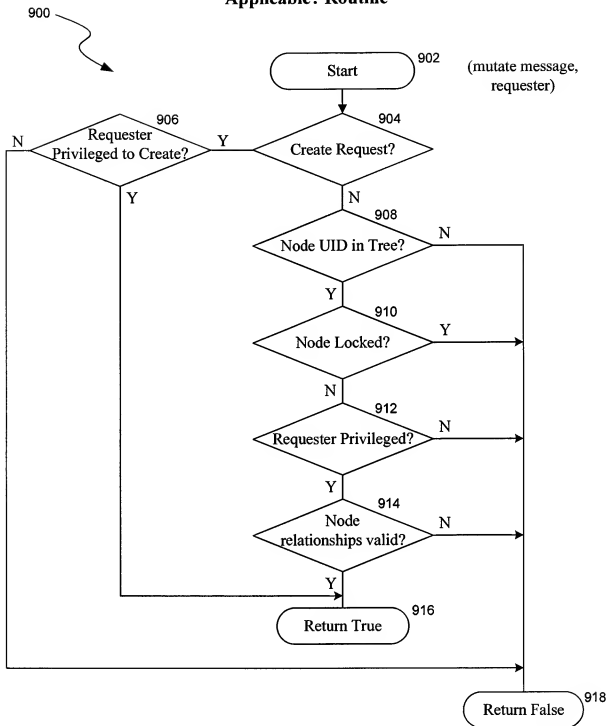 Applicable? Routine
900
Start
902
(mutate message,
requester)
906
Requester
Privileged to Create?
N
Y
Y
904
Create Request?
N
908
Node UID in Tree?
N
Y
910
Node Locked?
Y
N
912
Requester Privileged?
N
Y
914
Node
relationships valid?
N
Y
916
Return True
Return False
918